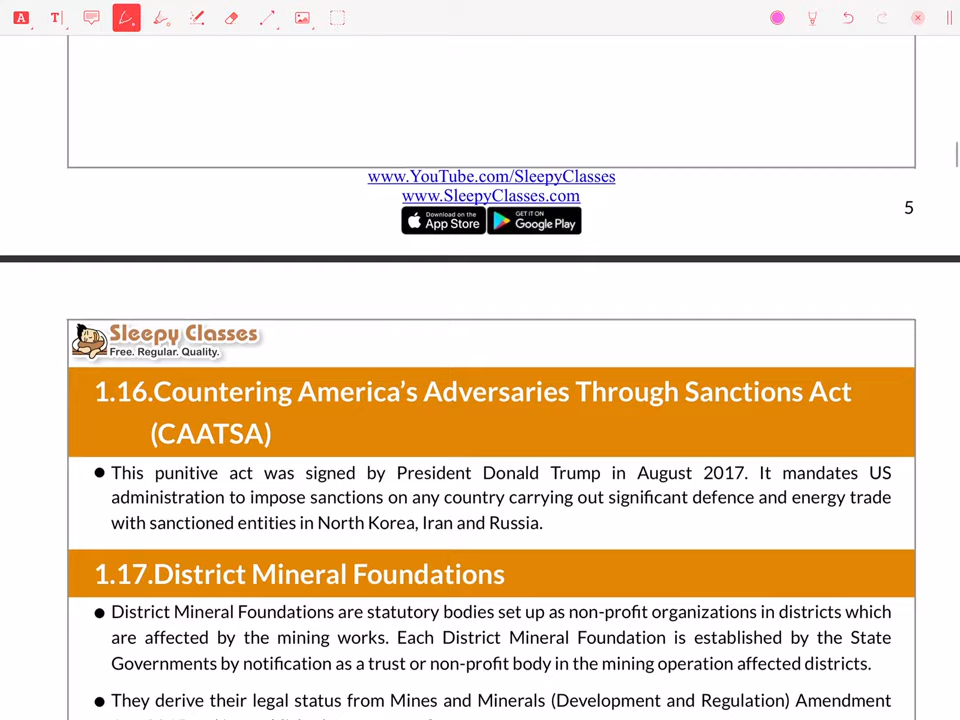 www.YouTube.com/SleepyClasses
www.SleepyClasses.com
Download on the App Store GET IT ON Google Play
5
Sleepy Classes
Free. Regular. Quality.
1.16.Countering America’s Adversaries Through Sanctions Act
(CAATSA)
● This punitive act was signed by President Donald Trump in August 2017. It mandates US
administration to impose sanctions on any country carrying out significant defence and energy trade
with sanctioned entities in North Korea, Iran and Russia.
1.17.District Mineral Foundations
● District Mineral Foundations are statutory bodies set up as non-profit organizations in districts which
are affected by the mining works. Each District Mineral Foundation is established by the State
Governments by notification as a trust or non-profit body in the mining operation affected districts.
● They derive their legal status from Mines and Minerals (Development and Regulation) Amendment